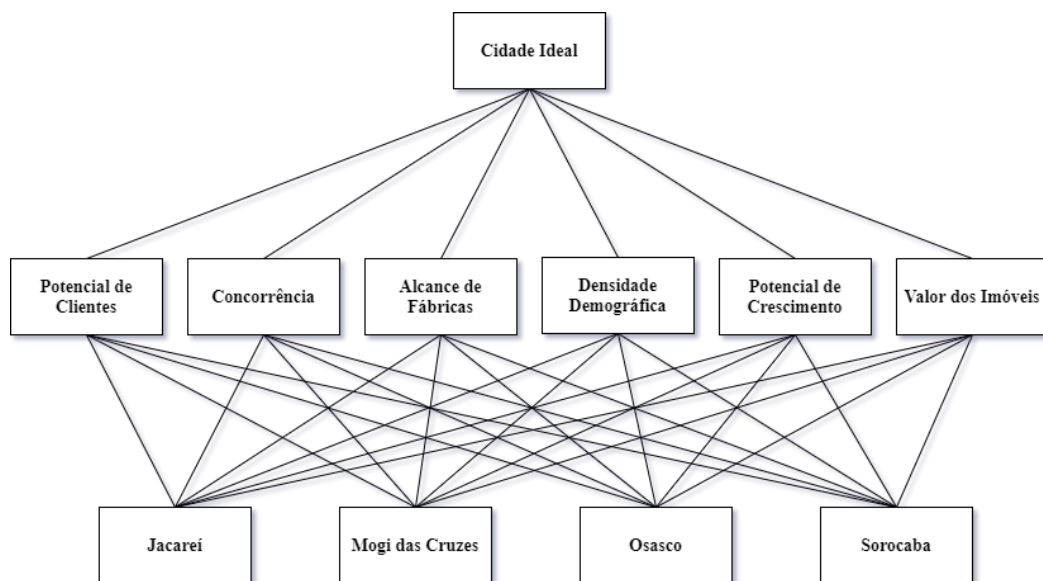 Cidade Ideal
Potencial de
Clientes
Concorrência
Alcance de
Fábricas
Densidade
Demográfica
Potencial de
Crescimento
Valor dos Imóveis
Jacareí
Mogi das Cruzes
Osasco
Sorocaba